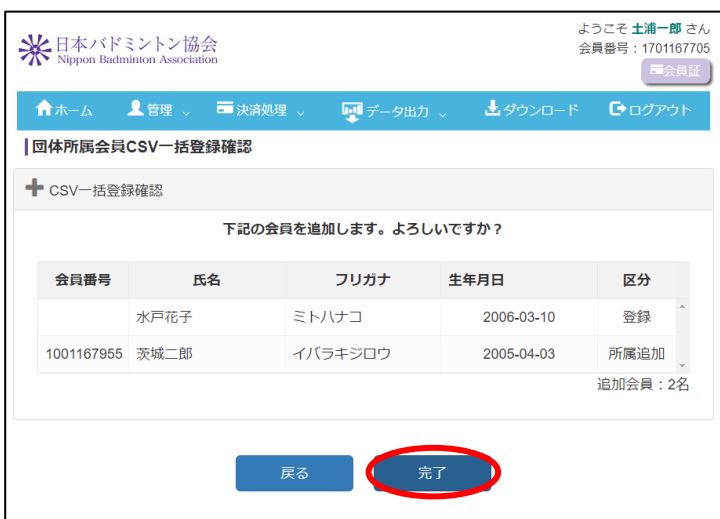 日本バドミントン協会
Nippon Badminton Association
ようこそ 土浦一郎 さん
会員番号：1701167705
会員証
ホーム 管理 決済処理 データ出力 ダウンロード ログアウト
団体所属会員CSV一括登録確認
CSV一括登録確認
下記の会員を追加します。よろしいですか？
会員番号 氏名 フリガナ 生年月日 区分
水戸花子 ミトハナコ 2006-03-10 登録
1001167955 茨城二郎 イバラキジロウ 2005-04-03 所属追加
追加会員：2名
戻る 完了